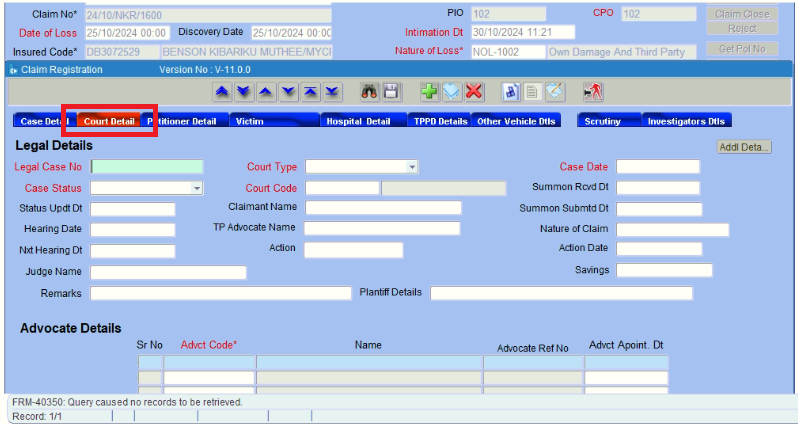 Claim No* 24/10/NKR/1600 PIO 102 CPO 102 Claim Close
Date of Loss 25/10/2024 00:00 Discovery Date 25/10/2024 00:00 Intimation Dt 30/10/2024 11:21 Reject
Insured Code* DB3072529 BENSON KIBARIKU MUTHEE/MYCI Nature of Loss* NOL-1002 Own Damage And Third Party Get Pol No
Claim Registration Version No : V-11.0.0
Case Detail Court Detail Petitioner Detail Victim Hospital Detail TPPD Details Other Vehicle Dtls Scrutiny Investigators Dtls
Legal Details Addl Deta...
Legal Case No Court Type Case Date
Case Status Court Code Summon Rcvd Dt
Status Updt Dt Claimant Name Summon Submtd Dt
Hearing Date TP Advocate Name Nature of Claim
Nxt Hearing Dt Action Action Date
Judge Name Savings
Remarks Plantiff Details
Advocate Details
Sr No Advct Code* Name Advocate Ref No Advct Apoint. Dt
FRM-40350: Query caused no records to be retrieved.
Record: 1/1